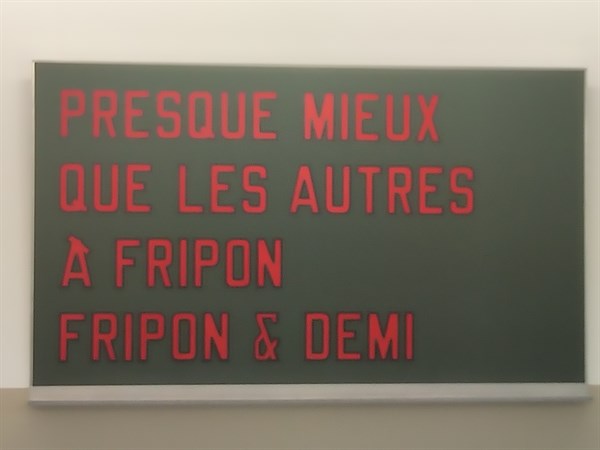 PRESQUE MIEUX
QUE LES AUTRES
À FRIPON
FRIPON & DEMI